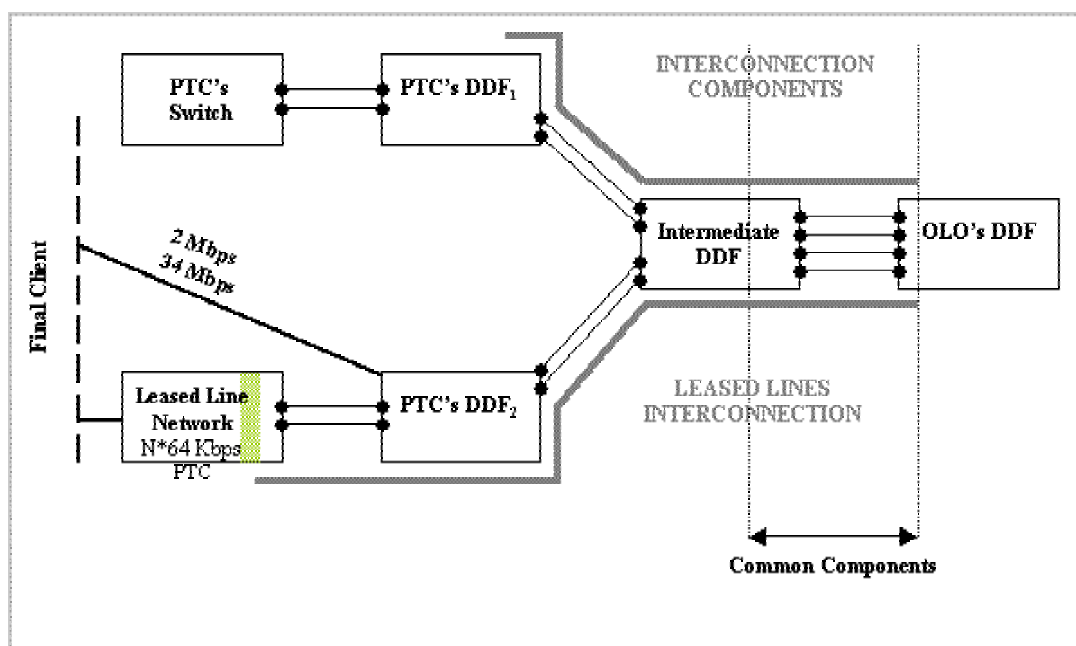 PTC's
Switch
PTC's DDF₁
INTERCONNECTION
COMPONENTS
Intermediate
DDF
OLO's DDF
Final Client
2 Mbps
34 Mbps
Leased Line
Network
N*64 Kbps
PTC
PTC's DDF₂
LEASED LINES
INTERCONNECTION
Common Components